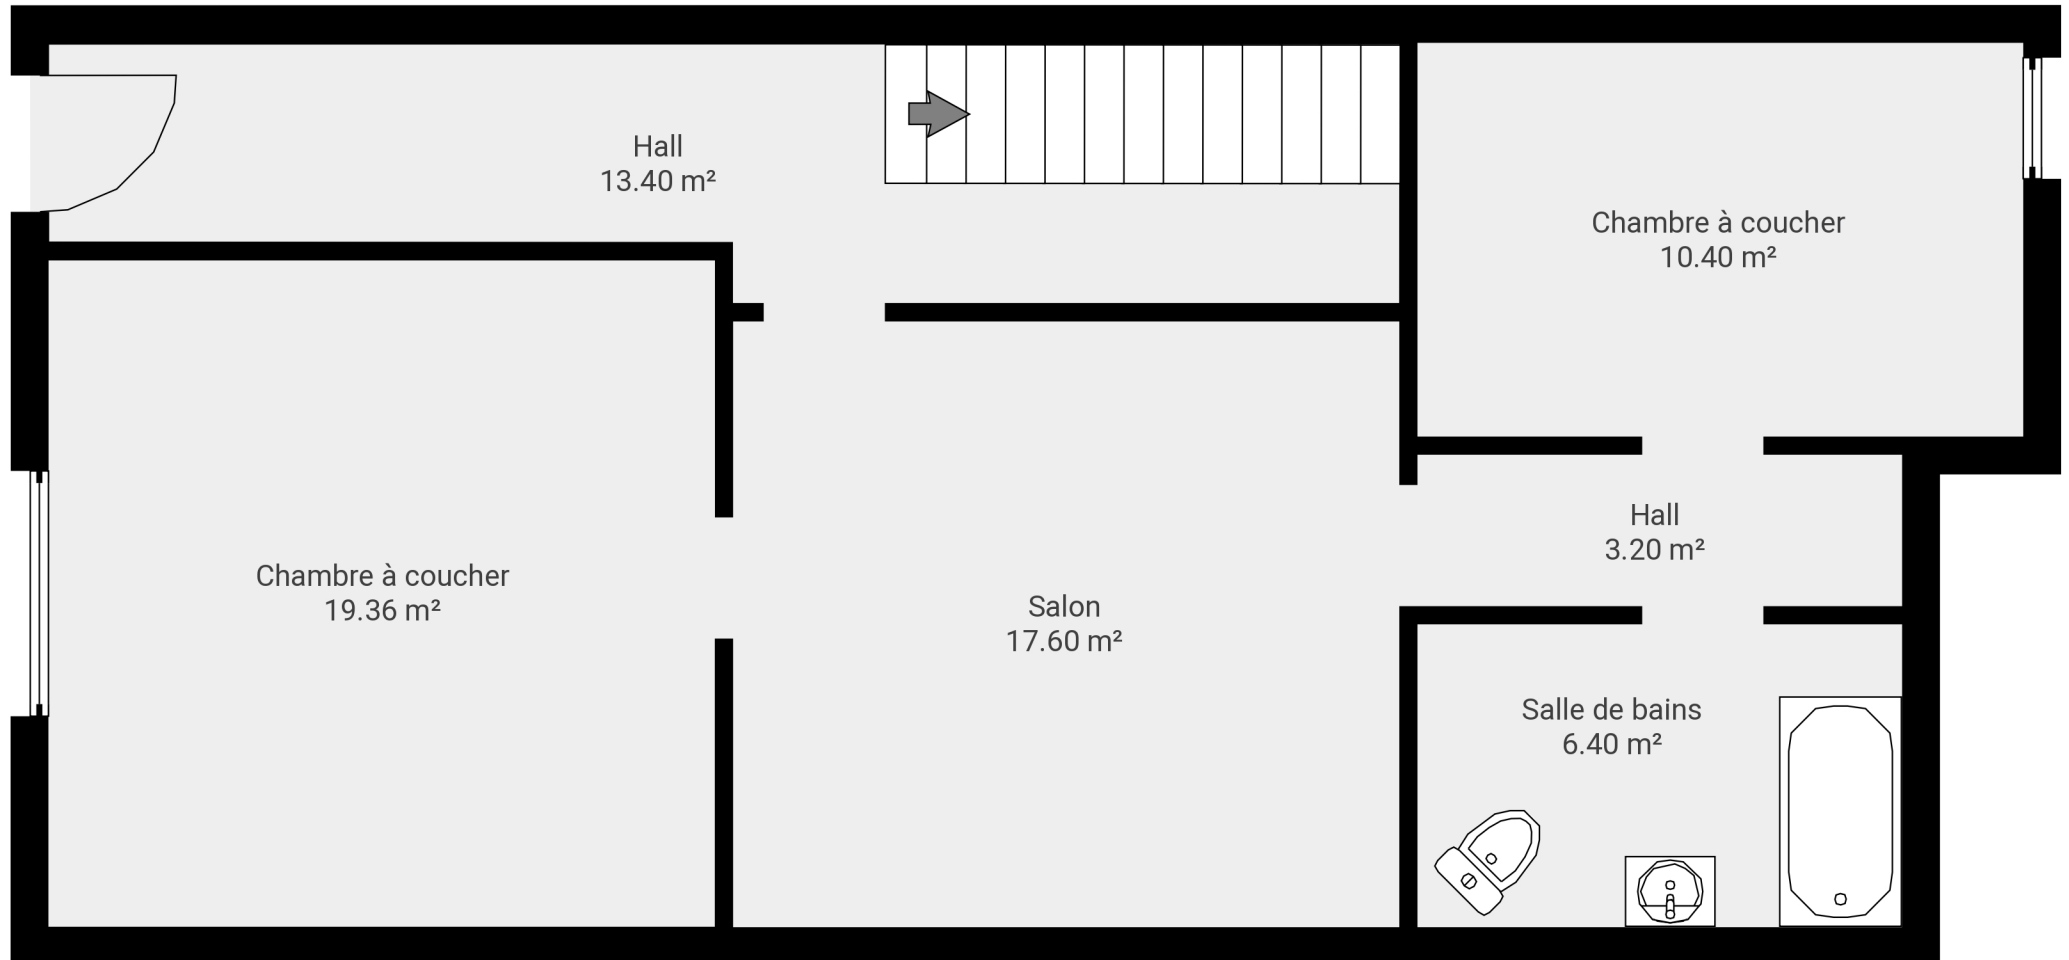 Hall
13.40 m²
Chambre à coucher
10.40 m²
Hall
3.20 m²
Chambre à coucher
19.36 m²
Salon
17.60 m²
Salle de bains
6.40 m²